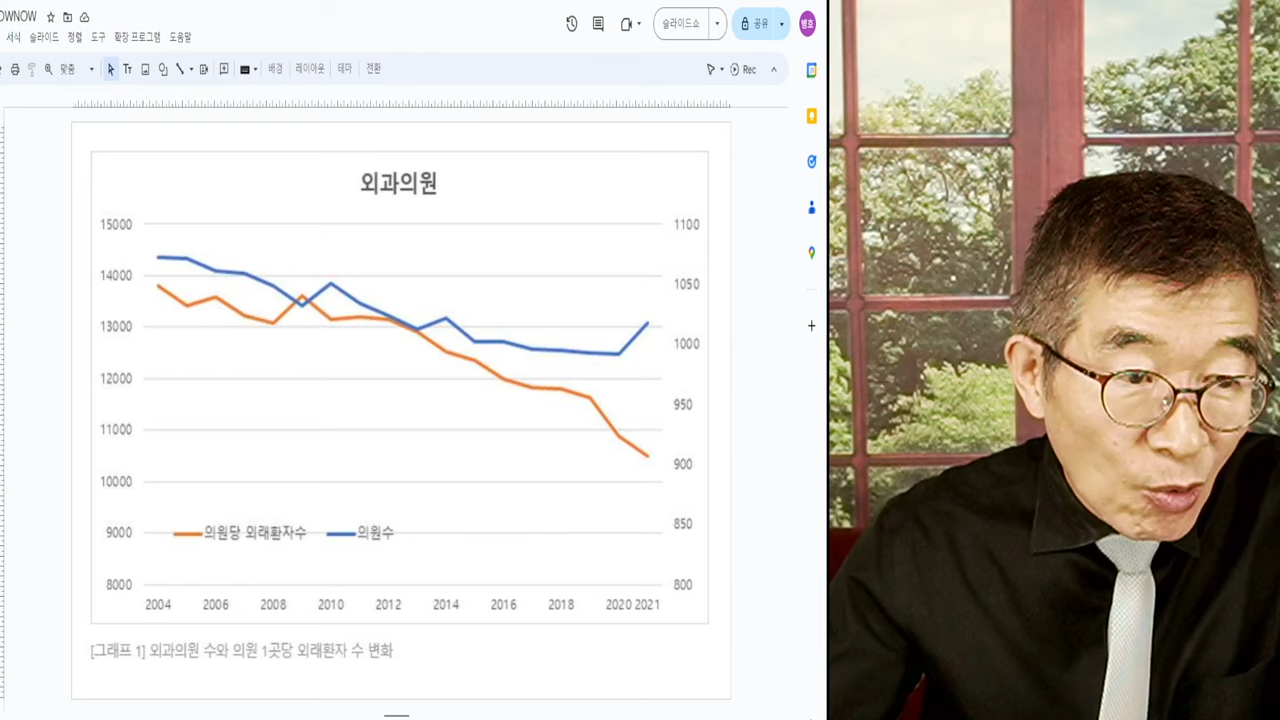 OWNOW
서식 슬라이드 정렬 도구 확장 프로그램 도움말
슬라이드쇼
공유
병호
맞춤
배경 레이아웃 테마 전환
Rec
외과의원
15000
14000
13000
12000
11000
10000
9000
8000
1100
1050
1000
950
900
850
800
의원당 외래환자수 의원수
2004 2006 2008 2010 2012 2014 2016 2018 2020 2021
[그래프 1] 외과의원 수와 의원 1곳당 외래환자 수 변화